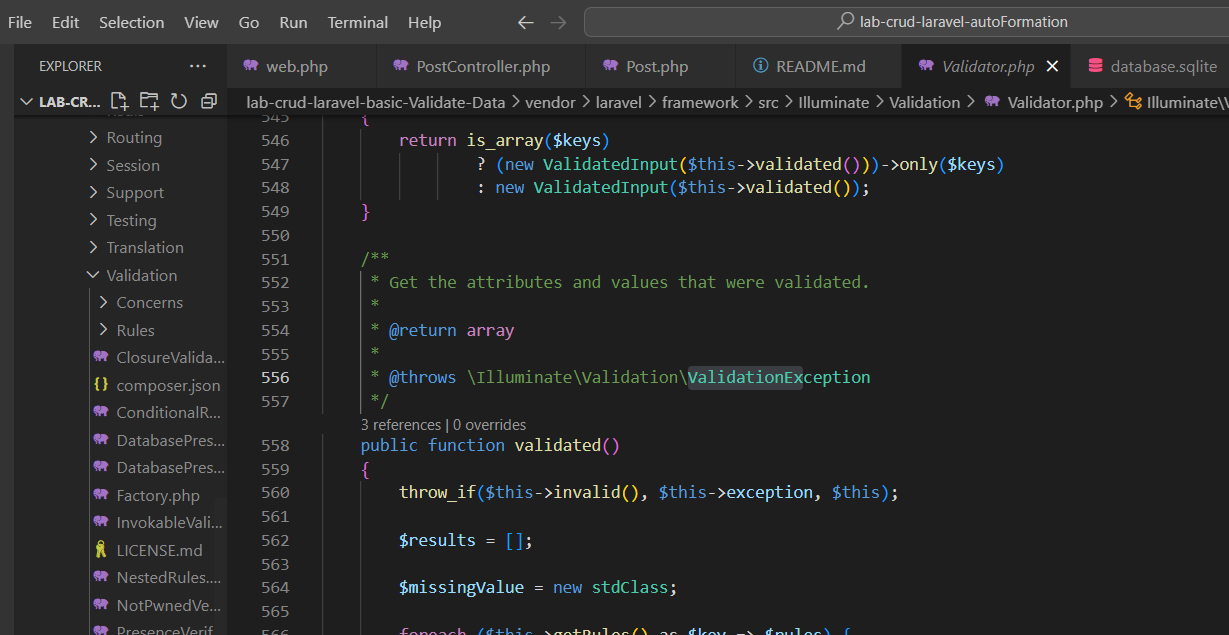 File Edit Selection View Go Run Terminal Help ← → lab-crud-laravel-autoFormation
EXPLORER ··· web.php PostController.php Post.php README.md Validator.php × database.sqlite
LAB-CR... lab-crud-laravel-basic-Validate-Data > vendor > laravel > framework > src > Illuminate > Validation > Validator.php > Illuminate\
Routing
Session
Support
Testing
Translation
Validation
Concerns
Rules
ClosureValida...
composer.json
ConditionalR...
DatabasePres...
DatabasePres...
Factory.php
InvokableVali...
LICENSE.md
NestedRules....
NotPwnedVe...
PresenceVerif
545 {
546 return is_array($keys)
547 ? (new ValidatedInput($this->validated()))->only($keys)
548 : new ValidatedInput($this->validated());
549 }
550
551 /**
552 * Get the attributes and values that were validated.
553 *
554 * @return array
555 *
556 * @throws \Illuminate\Validation\ValidationException
557 */
3 references | 0 overrides
558 public function validated()
559 {
560 throw_if($this->invalid(), $this->exception, $this);
561
562 $results = [];
563
564 $missingValue = new stdClass;
565
566 foreach ($this->getRules() as $key => $rules) {